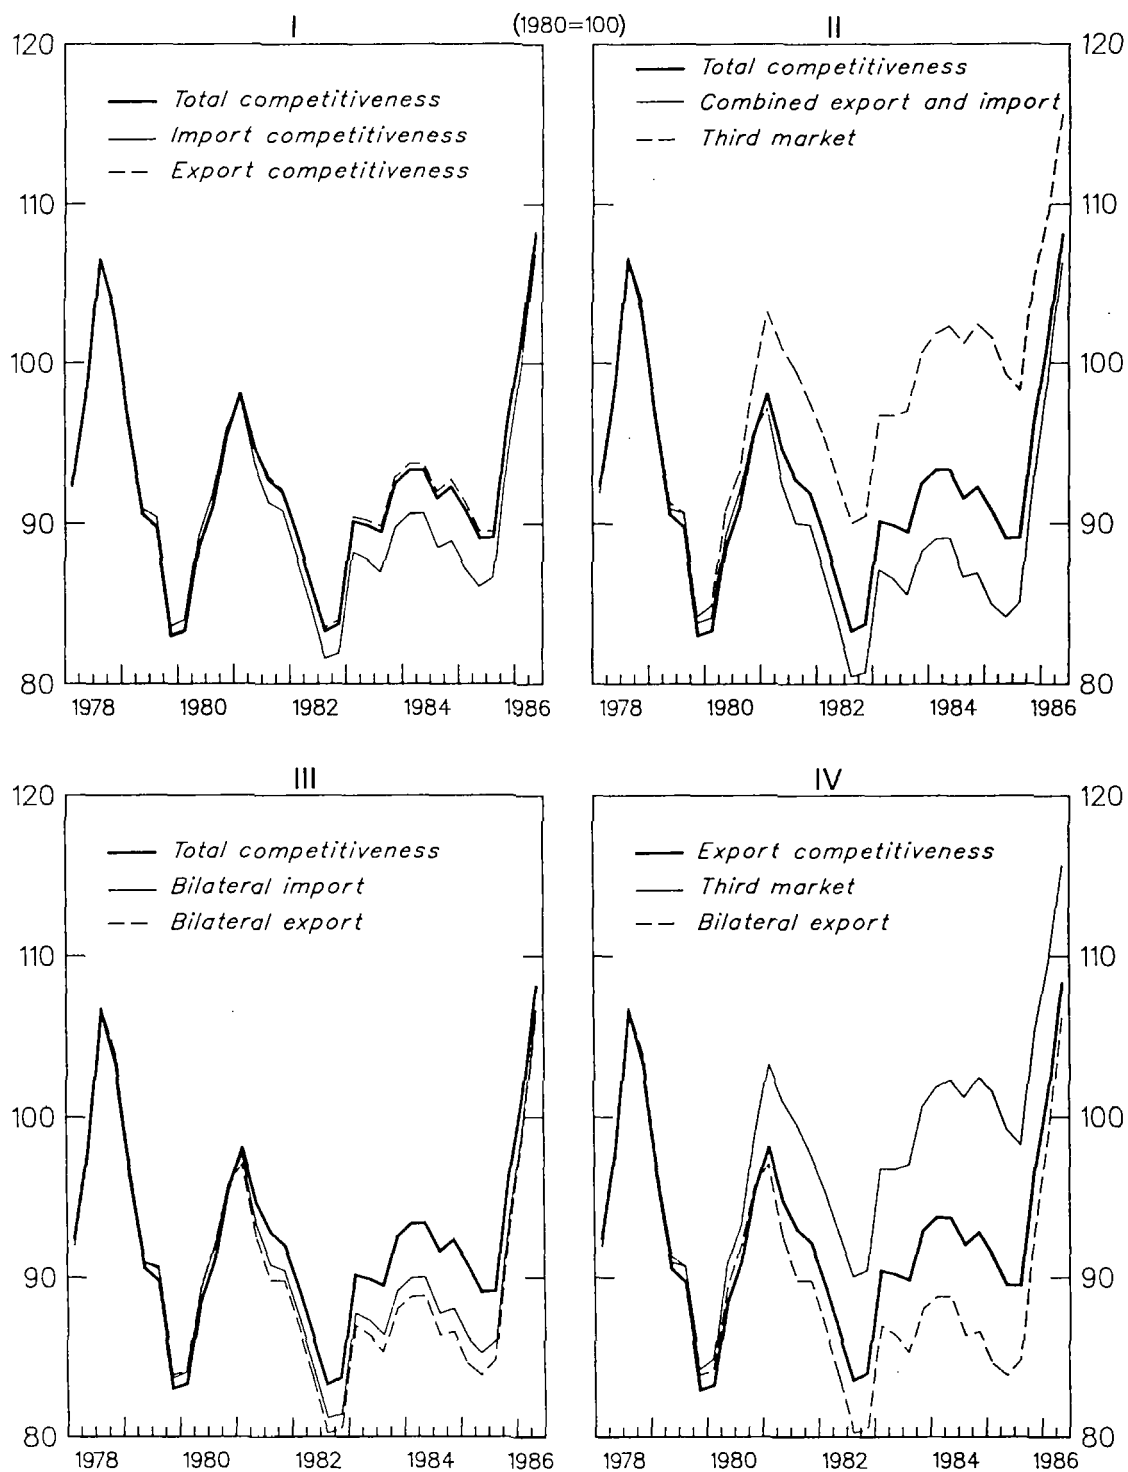 I
(1980=100)
II
120
120
Total competitiveness
Import competitiveness
Export competitiveness
Total competitiveness
Combined export and import
Third market
110
110
100
100
90
90
80
80
1978
1980
1982
1984
1986
1978
1980
1982
1984
1986
III
IV
120
120
Total competitiveness
Bilateral import
Bilateral export
Export competitiveness
Third market
Bilateral export
110
110
100
100
90
90
80
80
1978
1980
1982
1984
1986
1978
1980
1982
1984
1986